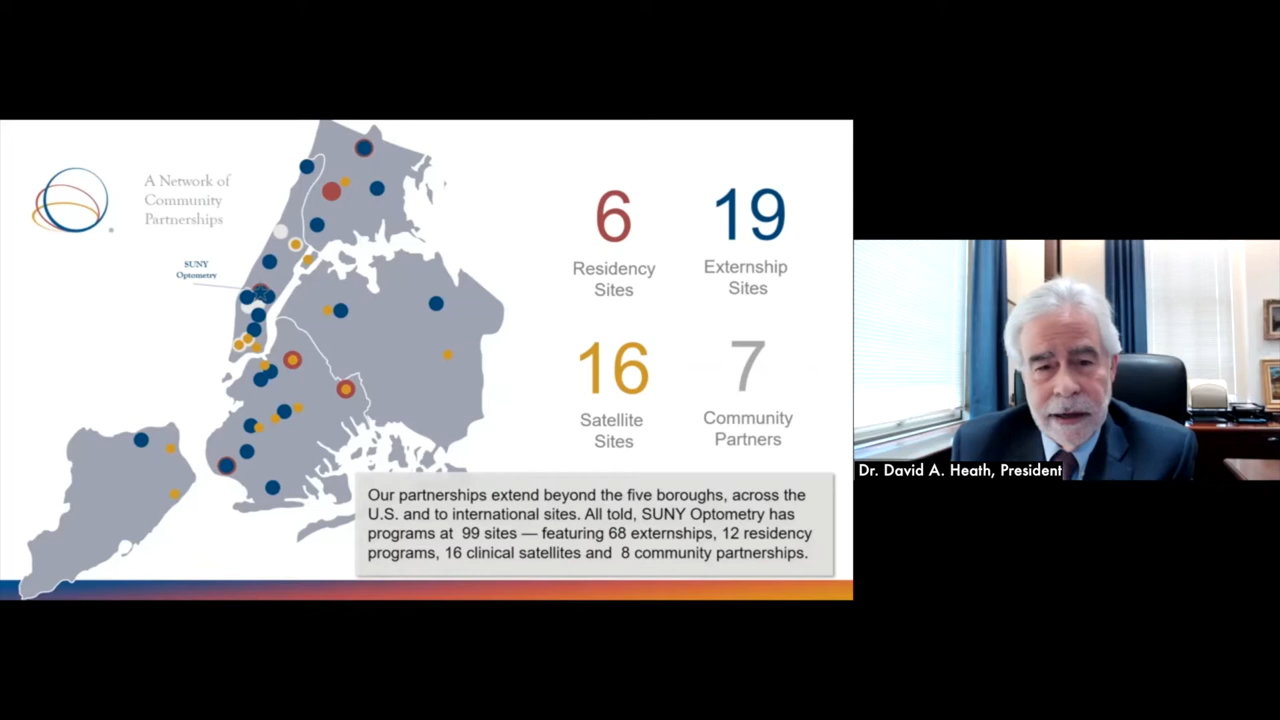 A Network of
Community
Partnerships
SUNY
Optometry
6
Residency
Sites
19
Externship
Sites
16
Satellite
Sites
7
Community
Partners
Our partnerships extend beyond the five boroughs, across the
U.S. and to international sites. All told, SUNY Optometry has
programs at 99 sites — featuring 68 externships, 12 residency
programs, 16 clinical satellites and 8 community partnerships.
Dr. David A. Heath, President